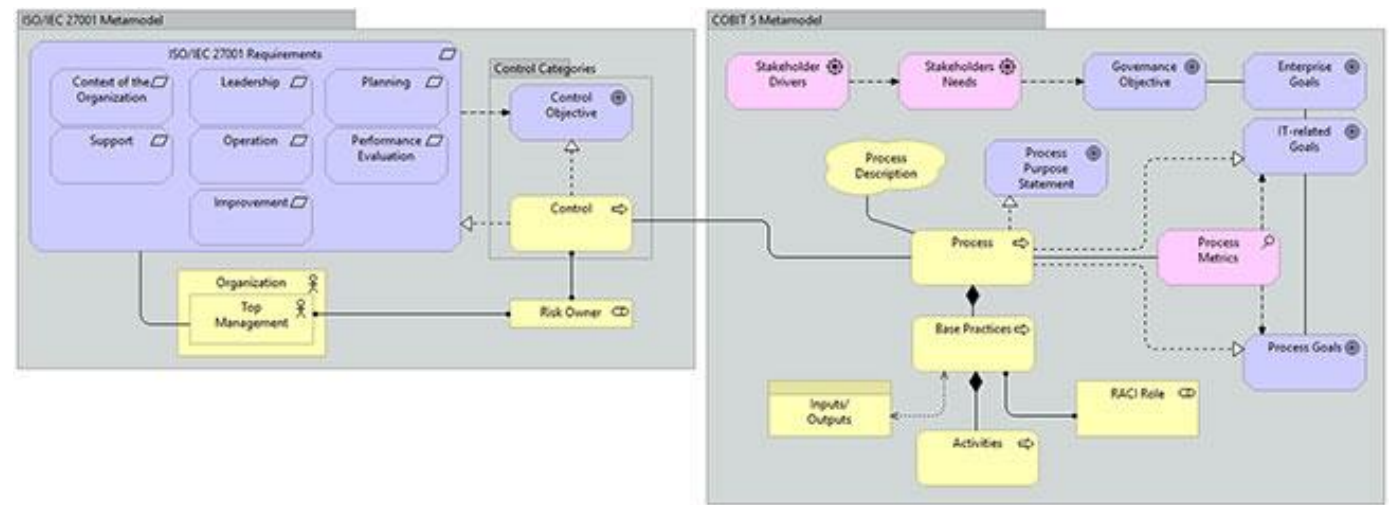 ISO/IEC 27001 Metamodel
ISO/IEC 27001 Requirements
Context of the
Organization
Leadership
Planning
Support
Operation
Performance
Evaluation
Improvement
Control Categories
Control
Objective
Control
Organization
Top
Management
Risk Owner
COBIT 5 Metamodel
Stakeholder
Drivers
Stakeholders
Needs
Governance
Objective
Enterprise
Goals
IT-related
Goals
Process
Description
Process
Purpose
Statement
Process
Process
Metrics
Base Practices
Process Goals
Inputs/
Outputs
RACI Role
Activities